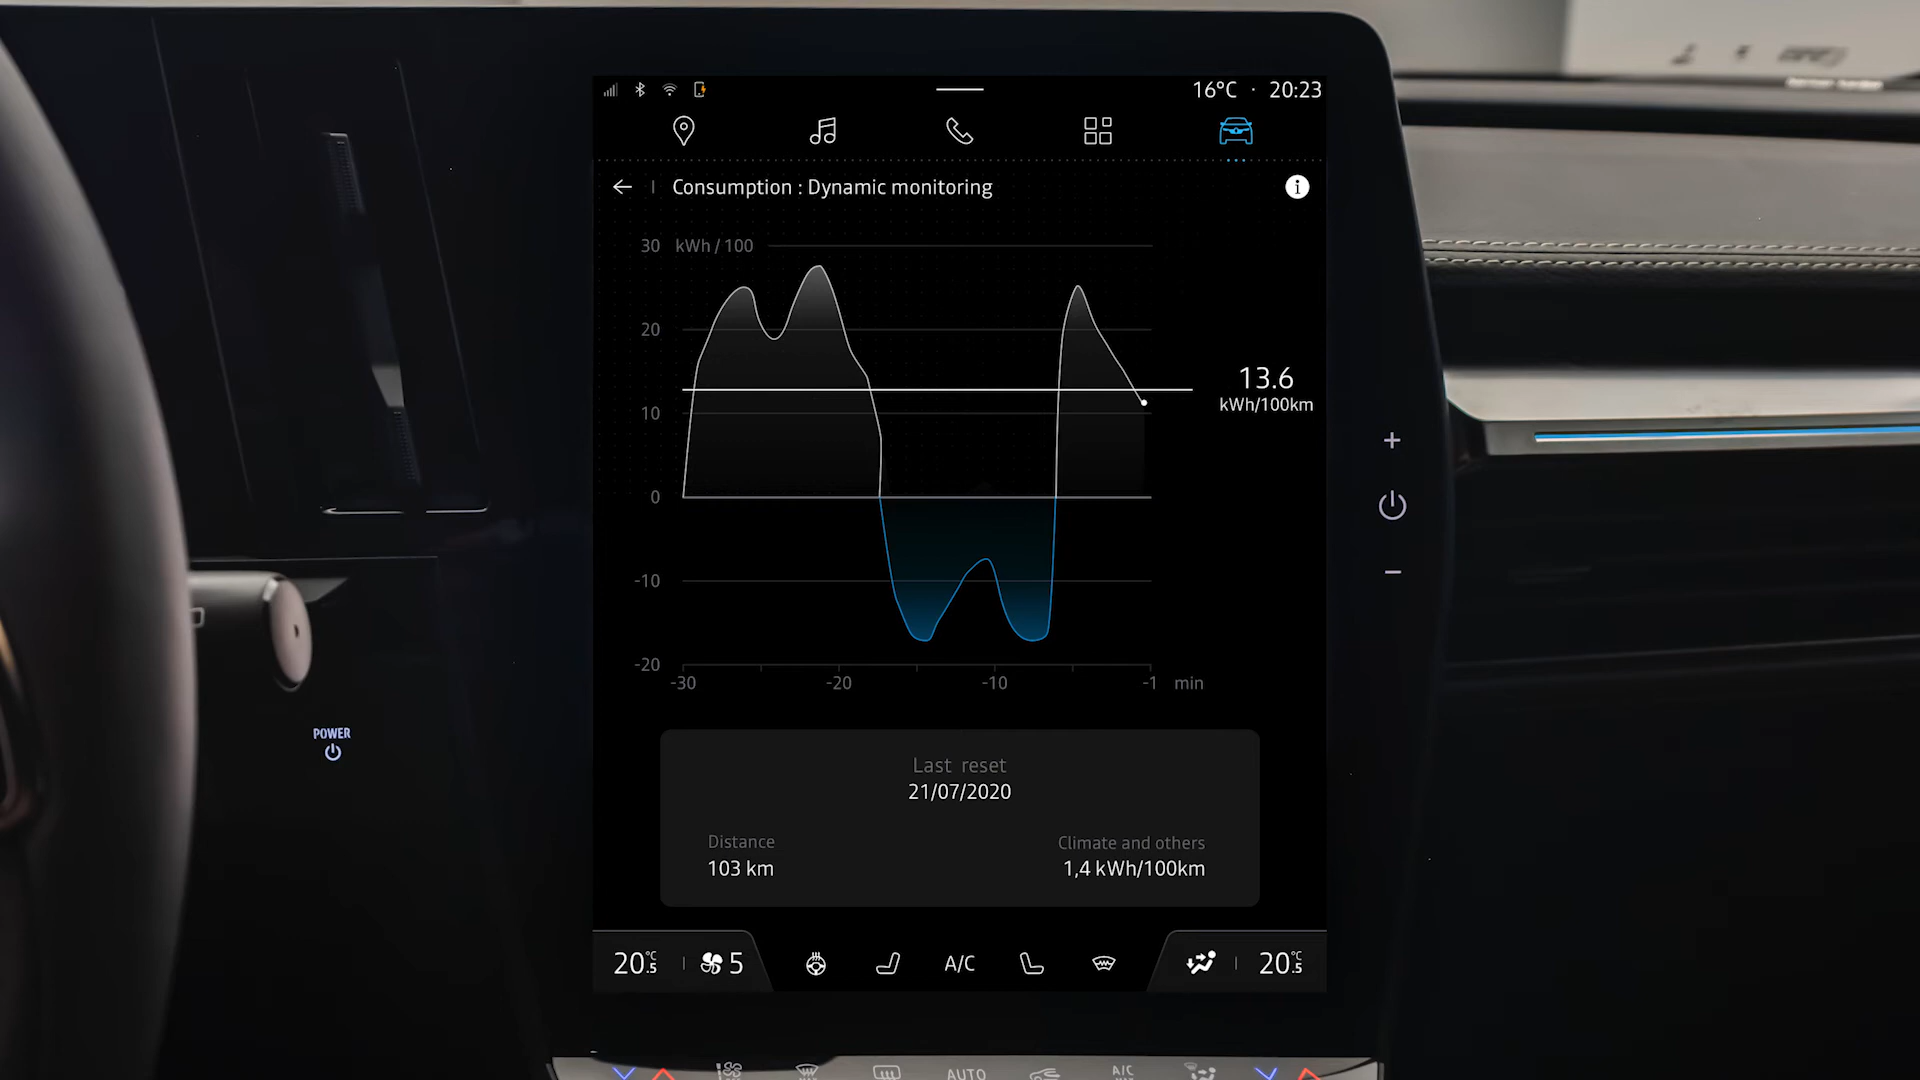 16°C · 20:23
Consumption : Dynamic monitoring
30 kWh / 100
20
13.6
kWh/100km
10
0
-10
-20
-30 -20 -10 -1 min
POWER
Last reset
21/07/2020
Distance Climate and others
103 km 1,4 kWh/100km
20.5°C 5 A/C 20.5°C
AUTO A/C